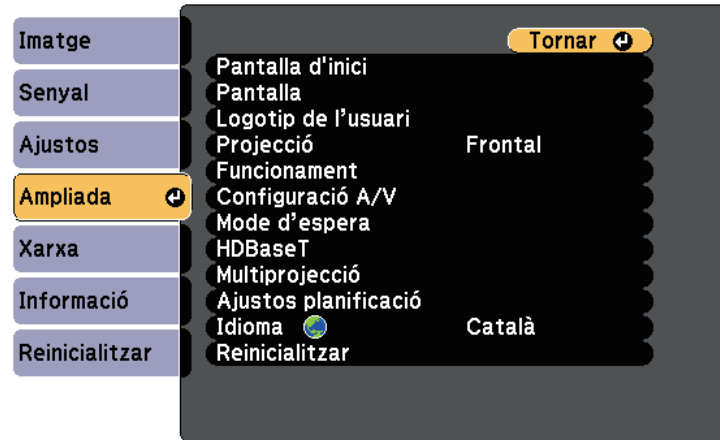 Imatge
Senyal
Ajustos
Ampliada
Xarxa
Informació
Reinicialitzar
Tornar
Pantalla d'inici
Pantalla
Logotip de l’usuari
Projecció Frontal
Funcionament
Configuració A/V
Mode d’espera
HDBaseT
Multiprojecció
Ajustos planificació
Idioma Català
Reinicialitzar